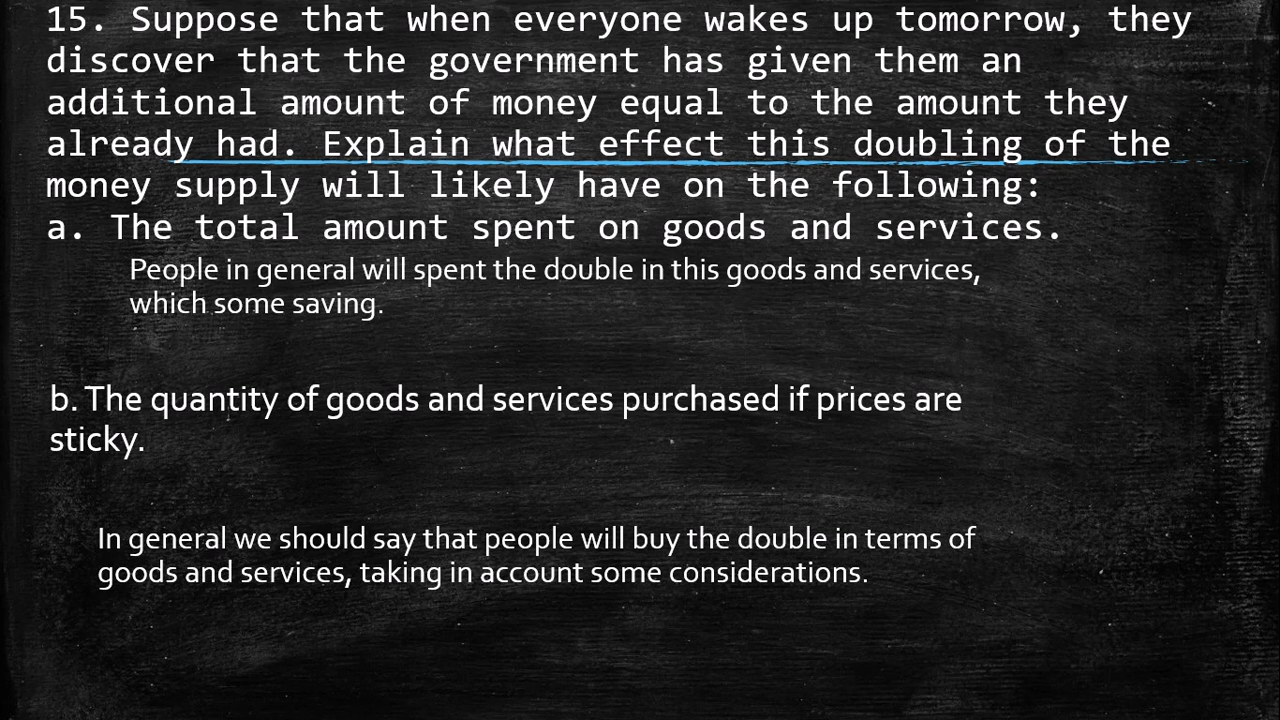 15. Suppose that when everyone wakes up tomorrow, they
discover that the government has given them an
additional amount of money equal to the amount they
already had. Explain what effect this doubling of the
money supply will likely have on the following:
a. The total amount spent on goods and services.
People in general will spent the double in this goods and services,
which some saving.
b. The quantity of goods and services purchased if prices are
sticky.
In general we should say that people will buy the double in terms of
goods and services, taking in account some considerations.